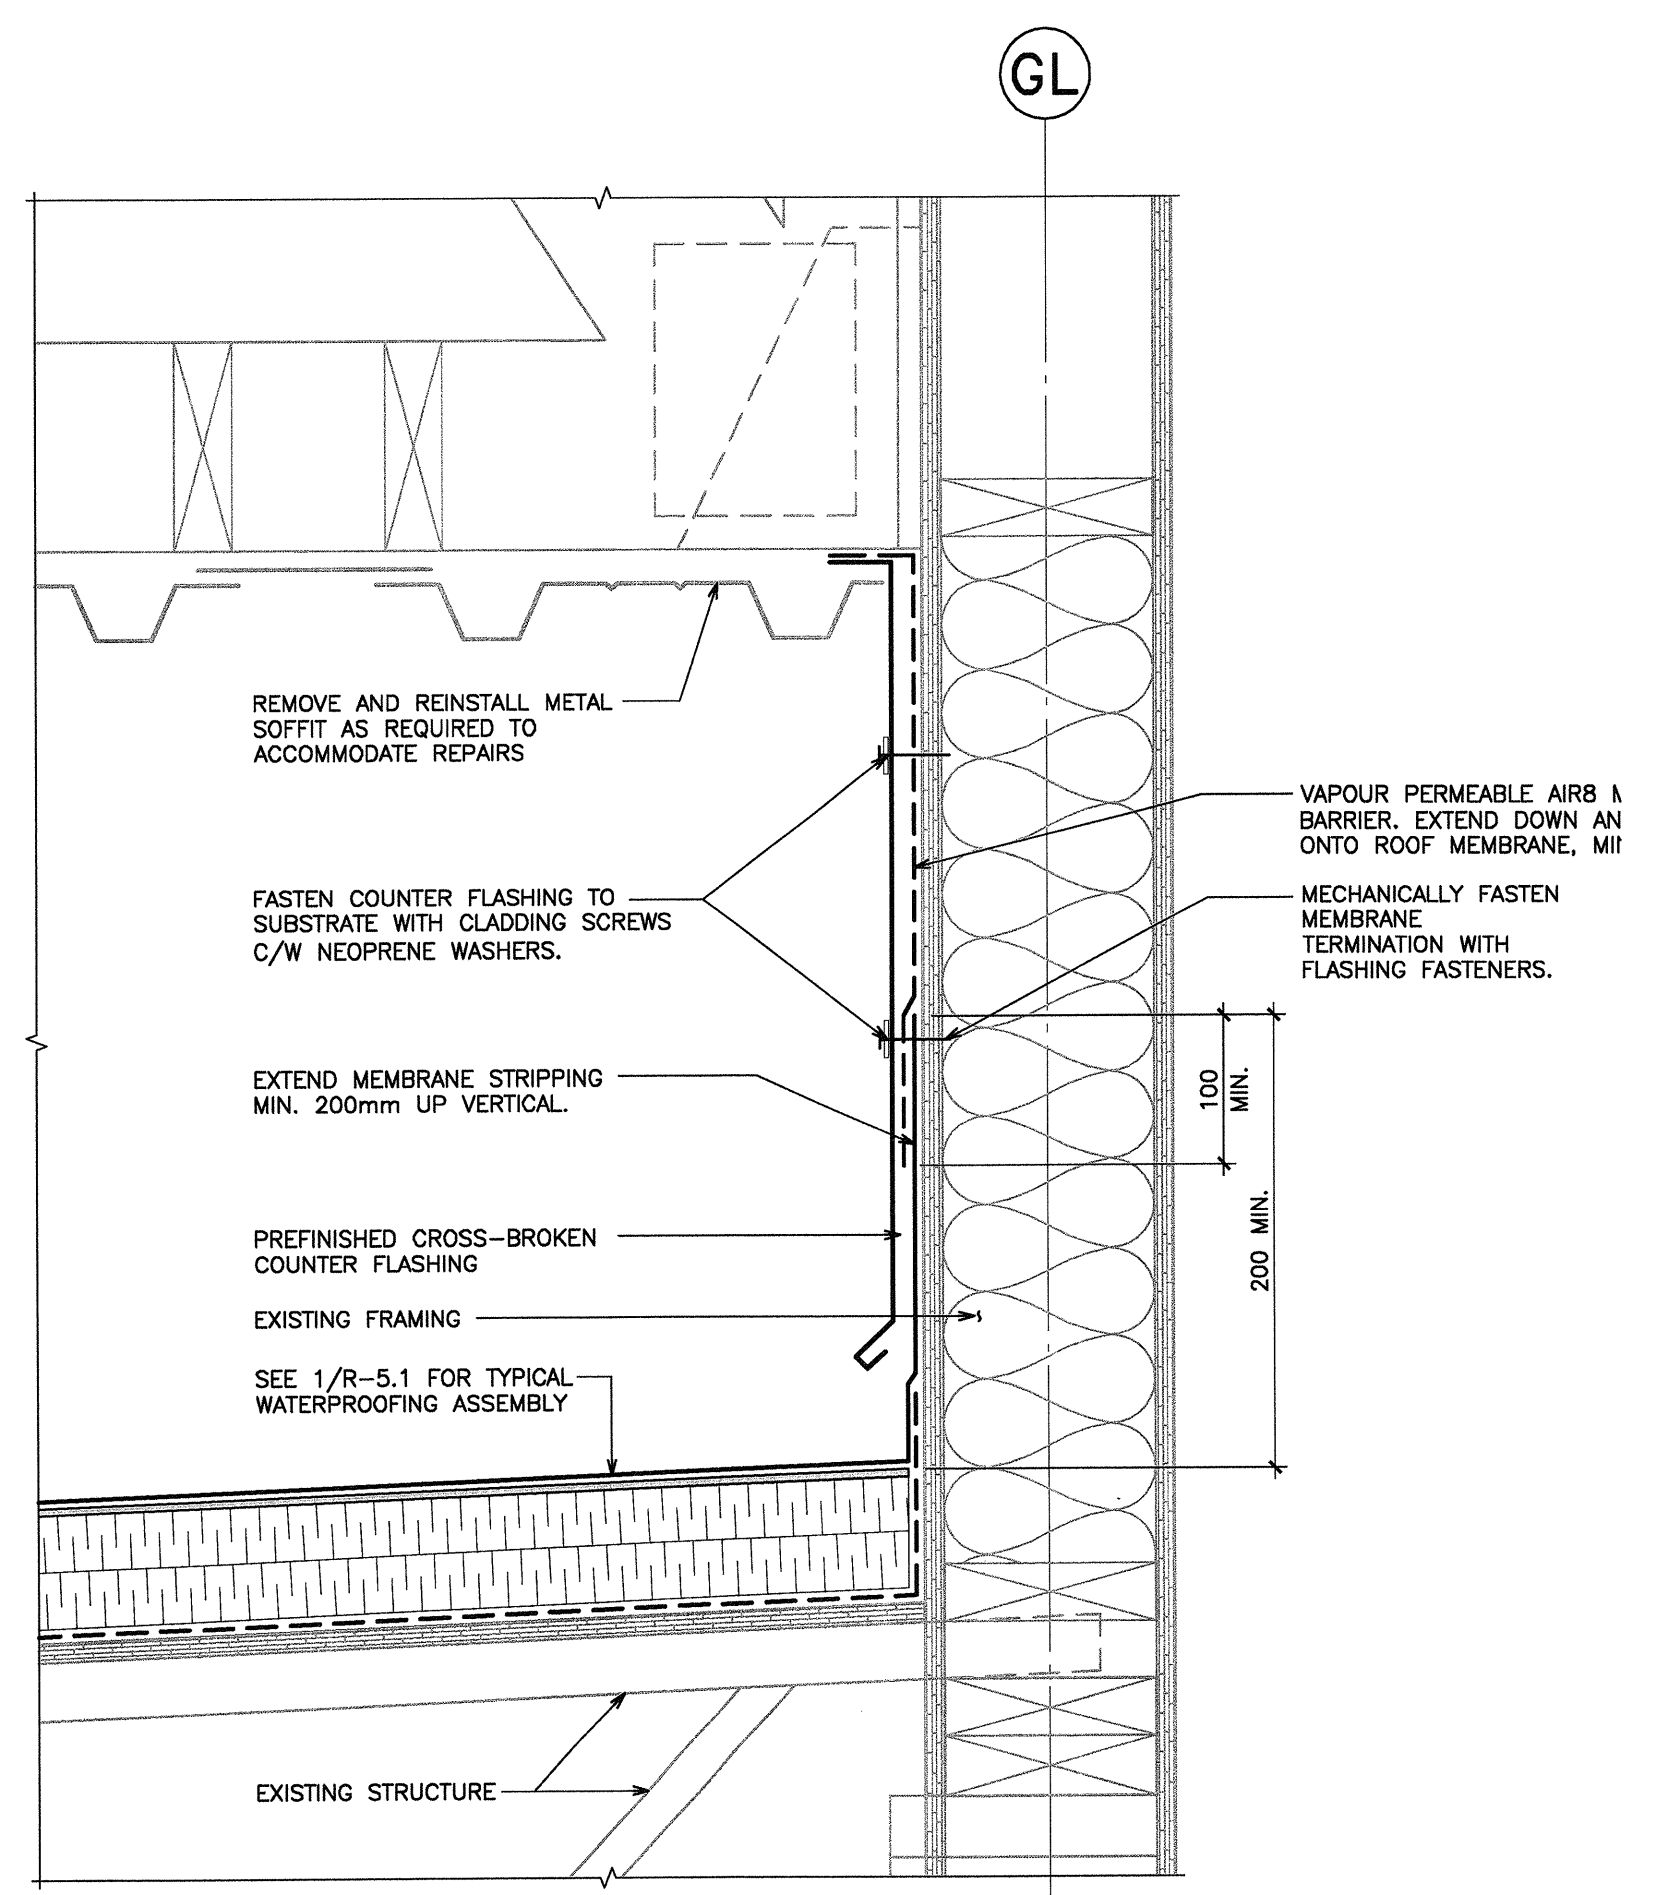 GL
REMOVE AND REINSTALL METAL
SOFFIT AS REQUIRED TO
ACCOMMODATE REPAIRS
VAPOUR PERMEABLE AIR8
BARRIER. EXTEND DOWN AN
ONTO ROOF MEMBRANE,
FASTEN COUNTER FLASHING TO
SUBSTRATE WITH CLADDING SCREWS
C/W NEOPRENE WASHERS.
MECHANICALLY FASTEN
MEMBRANE
TERMINATION WITH
FLASHING FASTENERS.
EXTEND MEMBRANE STRIPPING
MIN. 200mm UP VERTICAL.
100
MIN.
200 MIN.
PREFINISHED CROSS-BROKEN
COUNTER FLASHING
EXISTING FRAMING
SEE 1/R-5.1 FOR TYPICAL
WATERPROOFING ASSEMBLY
EXISTING STRUCTURE